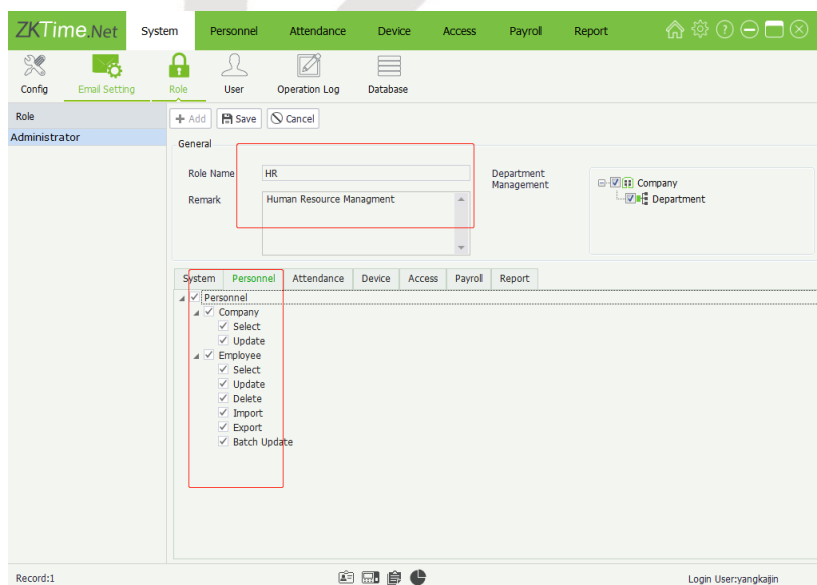 ZKTime.Net System Personnel Attendance Device Access Payroll Report
Config Email Setting Role User Operation Log Database
Role
Administrator
Add Save Cancel
General
Role Name HR
Remark Human Resource Managment
Department
Management
Company
Department
System Personnel Attendance Device Access Payroll Report
Personnel
Company
Select
Update
Employee
Select
Update
Delete
Import
Export
Batch Update
Record:1 Login User:yangkaijin